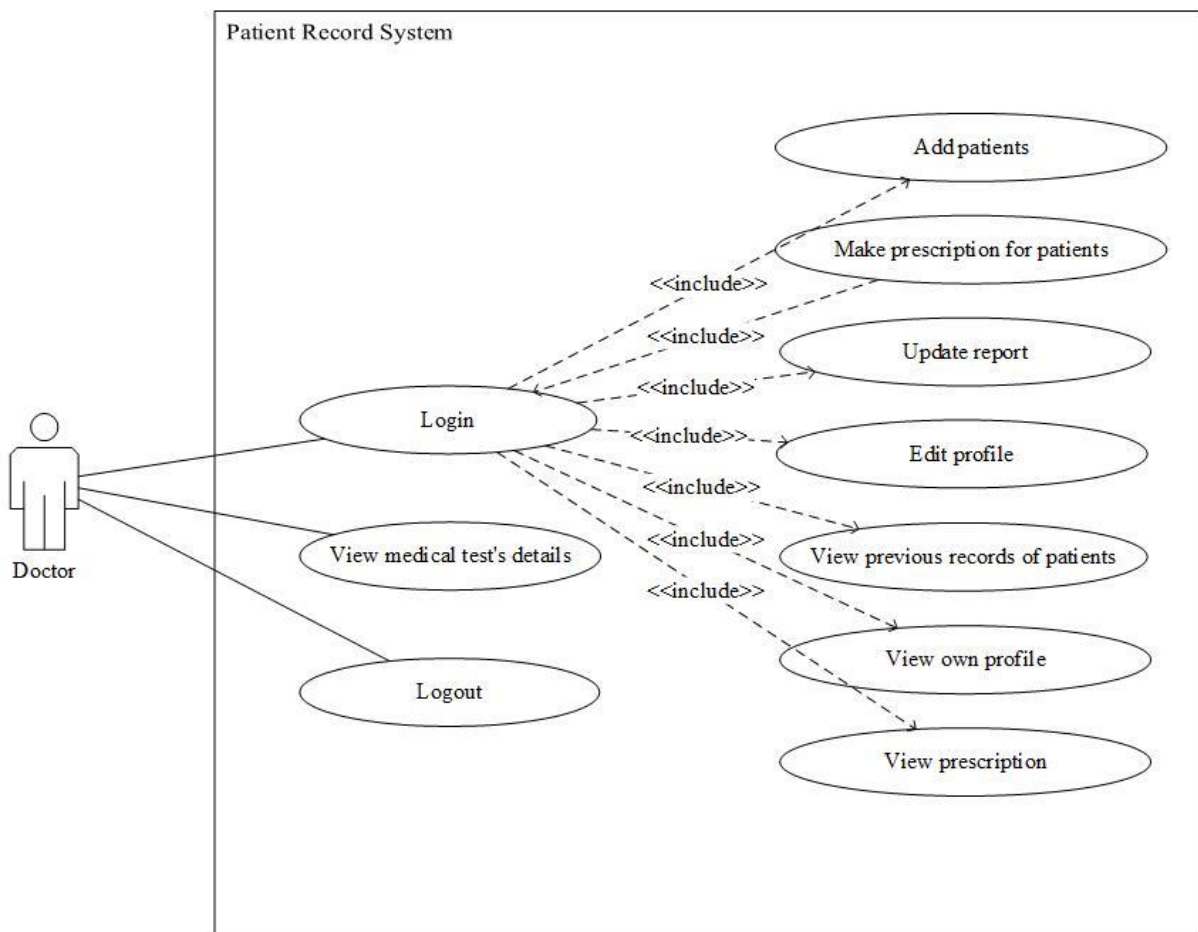 Patient Record System
Add patients
Make prescription for patients
<<include>>
<<include>>
Update report
<<include>>
Login
<<include>>
Edit profile
<<include>>
<<include>>
View medical test's details
View previous records of patients
Doctor
<<include>>
View own profile
Logout
View prescription